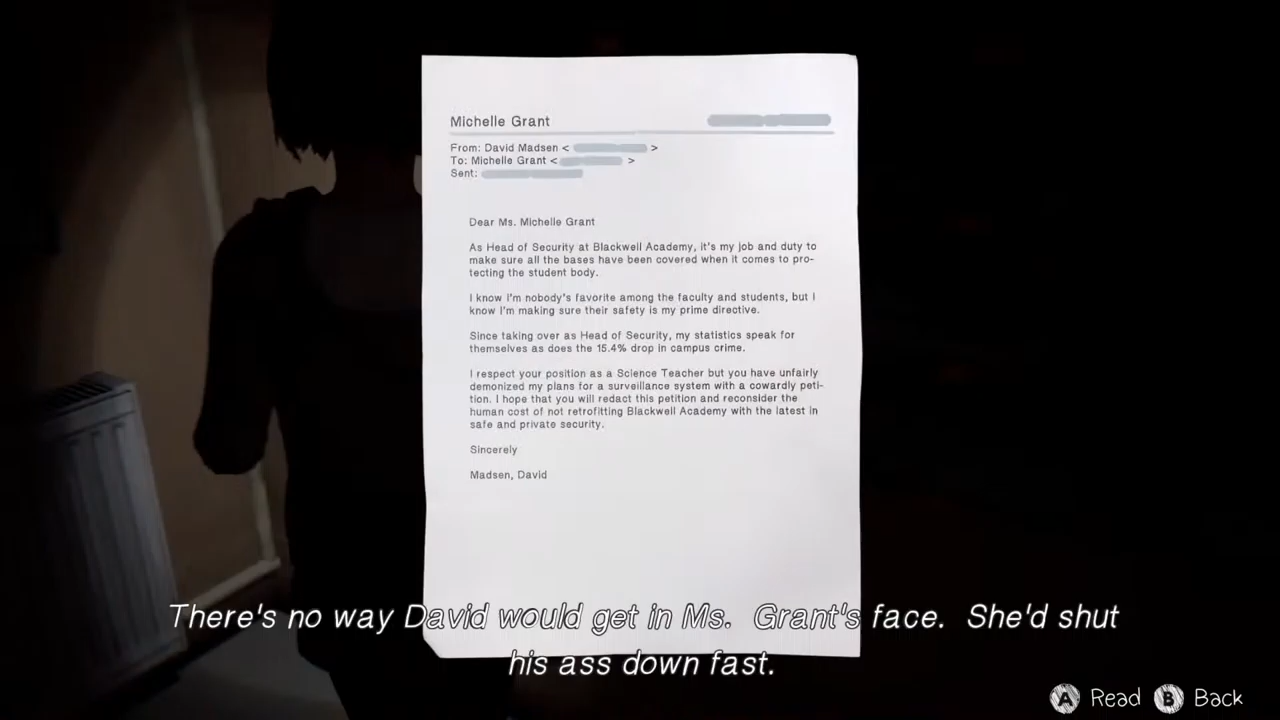 Michelle Grant
From: David Madsen < >
To: Michelle Grant < >
Sent:
Dear Ms. Michelle Grant
As Head of Security at Blackwell Academy, it's my job and duty to
make sure all the bases have been covered when it comes to pro-
tecting the student body.
I know I'm nobody's favorite among the faculty and students, but I
know I'm making sure their safety is my prime directive.
Since taking over as Head of Security, my statistics speak for
themselves as does the 15.4% drop in campus crime.
I respect your position as a Science Teacher but you have unfairly
demonized my plans for a surveillance system with a cowardly peti-
tion. I hope that you will redact this petition and reconsider the
human cost of not retrofitting Blackwell Academy with the latest in
safe and private security.
Sincerely
Madsen, David
There's no way David would get in Ms. Grant's face. She'd shut
his ass down fast.
A Read B Back